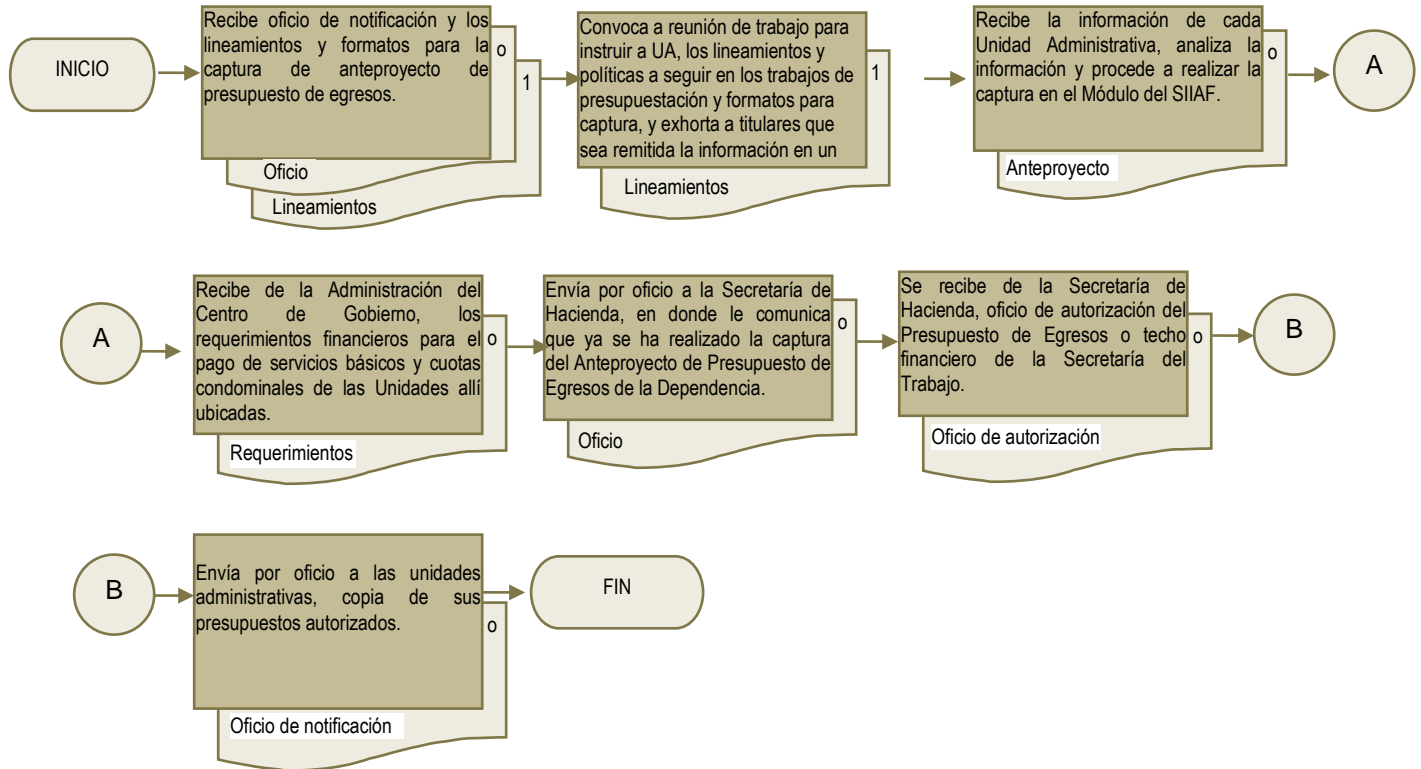 INICIO
Recibe oficio de notificación y los
lineamientos y formatos para la
captura de anteproyecto de
presupuesto de egresos.
o
1
Oficio
Lineamientos
Convoca a reunión de trabajo para
instruir a UA, los lineamientos y
políticas a seguir en los trabajos de
presupuestación y formatos para
captura, y exhorta a titulares que
sea remitida la información en un
1
Lineamientos
Recibe la información de cada
Unidad Administrativa, analiza la
información y procede a realizar la
captura en el Módulo del SIIAF.
o
Anteproyecto
A
A
Recibe de la Administración del
Centro de Gobierno, los
requerimientos financieros para el
pago de servicios básicos y cuotas
condominales de las Unidades allí
ubicadas.
o
Requerimientos
Envía por oficio a la Secretaría de
Hacienda, en donde le comunica
que ya se ha realizado la captura
del Anteproyecto de Presupuesto de
Egresos de la Dependencia.
o
Oficio
Se recibe de la Secretaría de
Hacienda, oficio de autorización del
Presupuesto de Egresos o techo
financiero de la Secretaría del
Trabajo.
o
Oficio de autorización
B
B
Envía por oficio a las unidades
administrativas, copia de sus
presupuestos autorizados.
o
Oficio de notificación
FIN